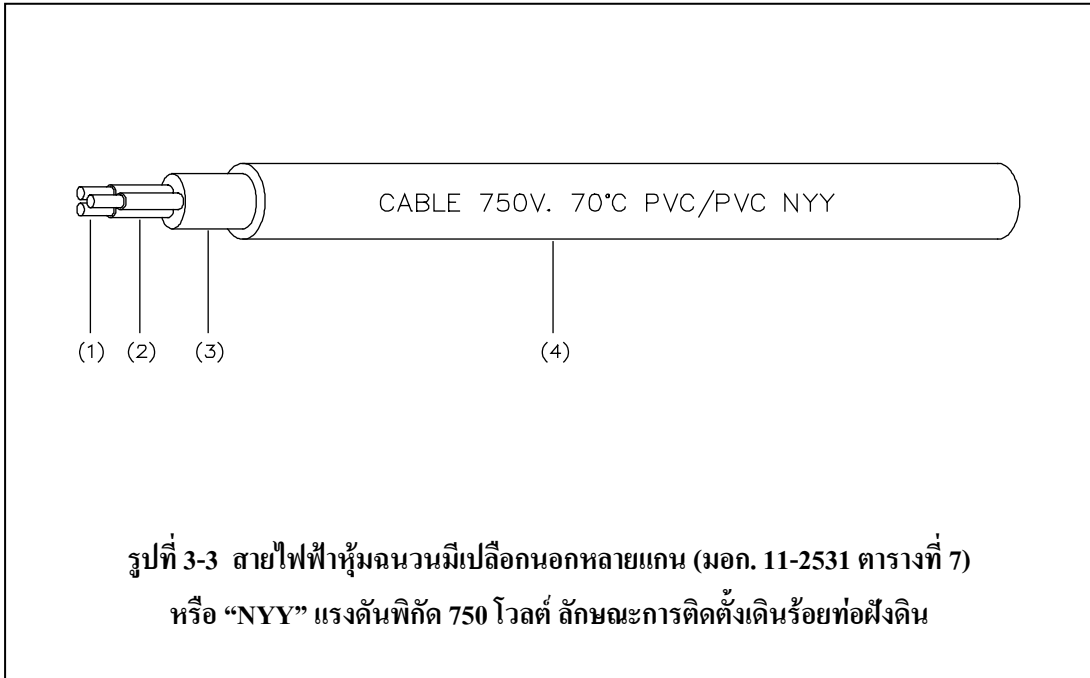 CABLE 750V. 70°C PVC/PVC NYY
(1) (2) (3) (4)
รูปที่ 3-3 สายไฟฟ้าหุ้มฉนวนมีเปลือกนอกหลายแกน (มอก. 11-2531 ตารางที่ 7)
หรือ “NYY” แรงดันพิกัด 750 โวลต์ ลักษณะการติดตั้งเดินร้อยท่อฝังดิน